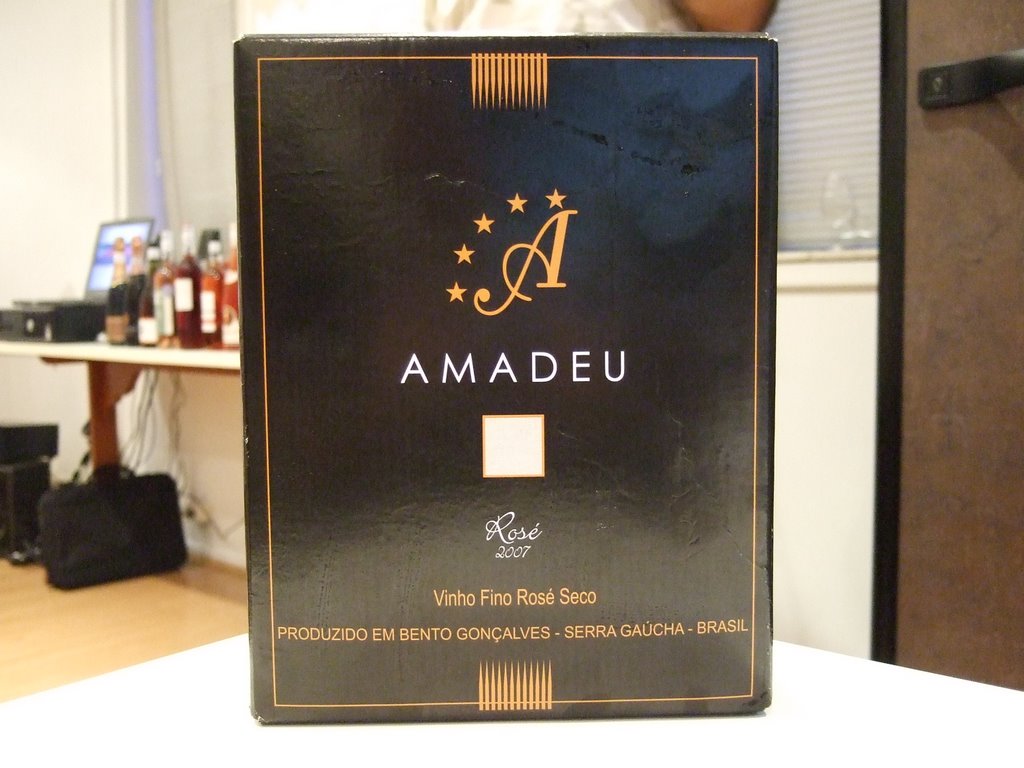 A
AMADEU
Rosé
2007
Vinho Fino Rosé Seco
PRODUZIDO EM BENTO GONÇALVES - SERRA GAÚCHA - BRASIL